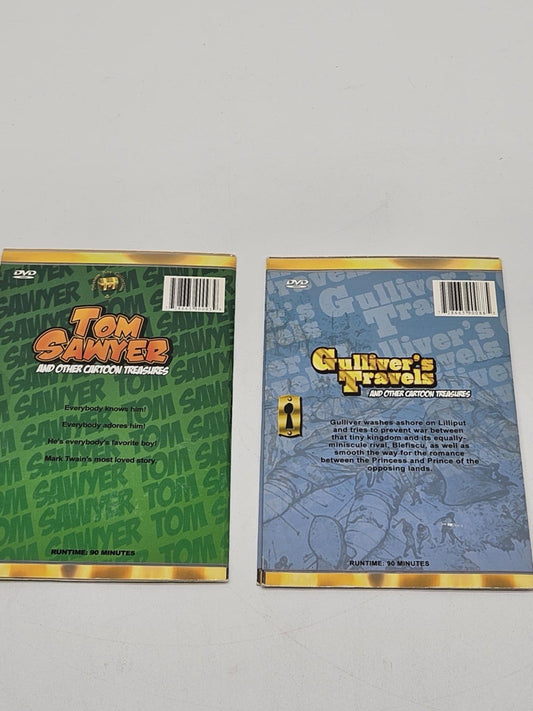 DVD
TOM
SAWYER
AND OTHER CARTOON TREASURES
Everybody knows him!
Everybody adores him!
He's everybody's favorite boy!
Mark Twain's most loved story!
RUNTIME: 90 MINUTES
DVD
Gulliver's
Travels
AND OTHER CARTOON TREASURES
Gulliver washes ashore on Lilliput
and tries to prevent war between
that tiny kingdom and its equally-
miniscule rival, Blefiscu, as well as
smooth the way for the romance
between the Princess and Prince of the
opposing lands.
RUNTIME: 90 MINUTES